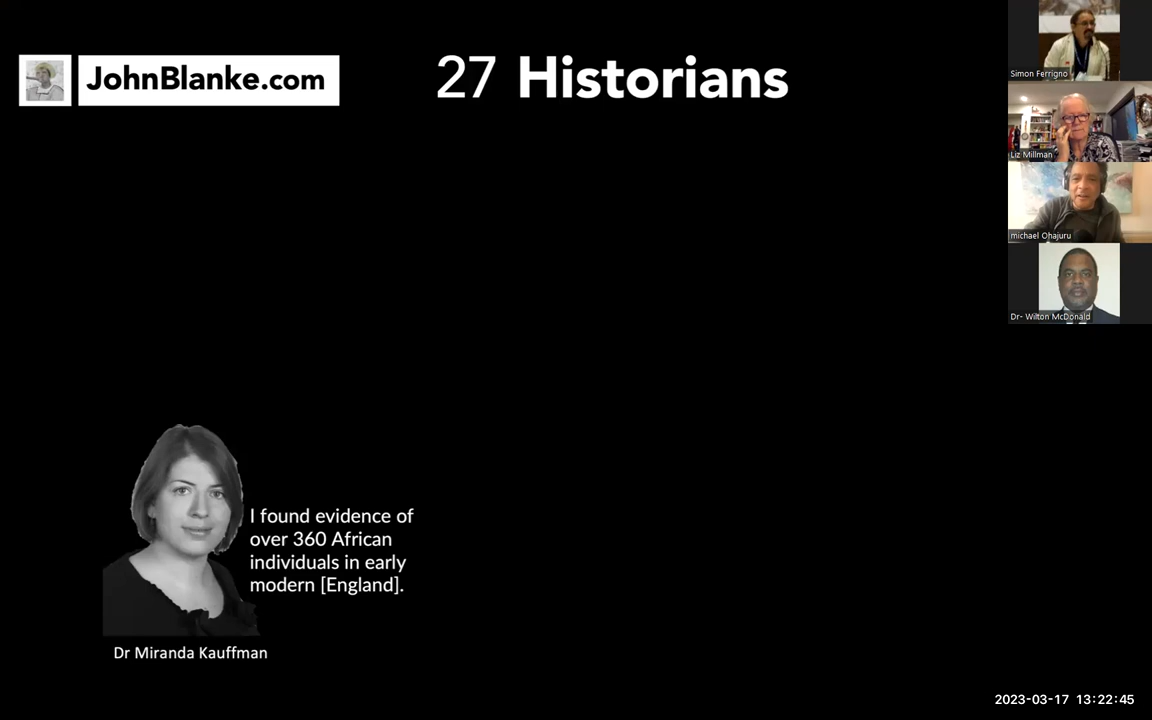 JohnBlanke.com
27 Historians
Simon Ferrigno
Liz Millman
michael Ohajuru
Dr- Wilton McDonald
I found evidence of
over 360 African
individuals in early
modern [England].
Dr Miranda Kauffman
2023-03-17 13:22:45